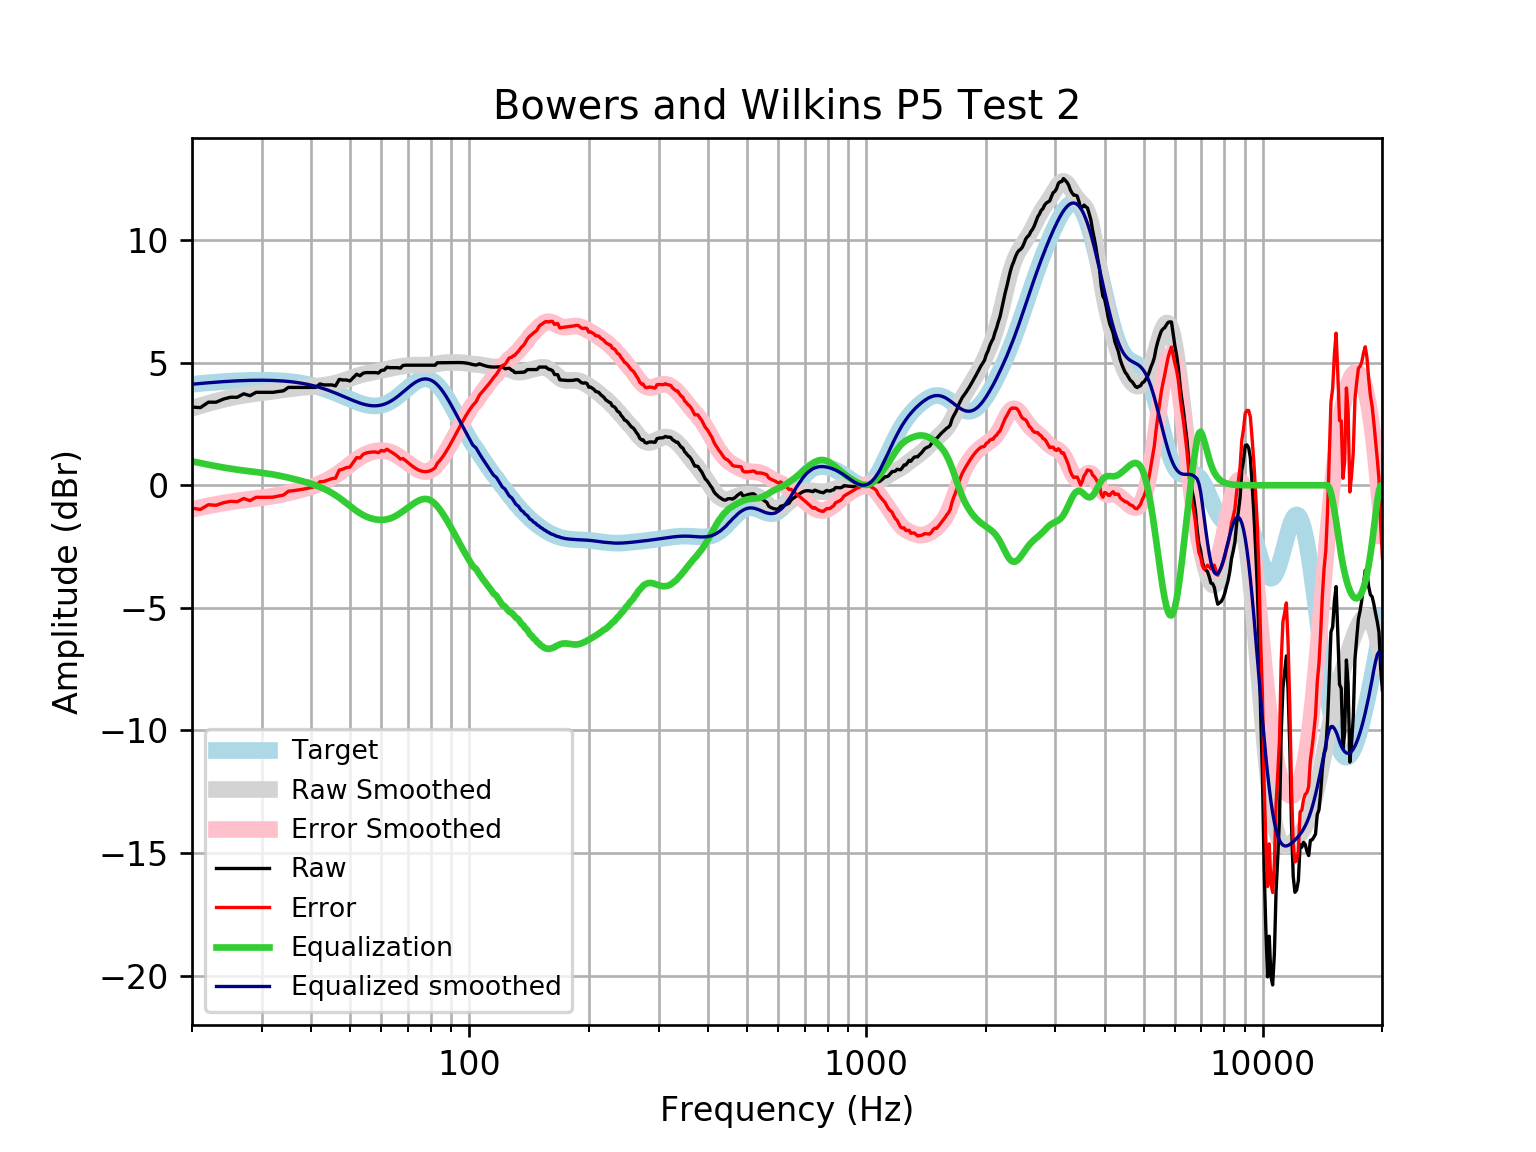 Bowers and Wilkins P5 Test 2
Amplitude (dBr)
10
5
0
−5
−10
−15
−20
Target
Raw Smoothed
Error Smoothed
Raw
Error
Equalization
Equalized smoothed
100
1000
10000
Frequency (Hz)